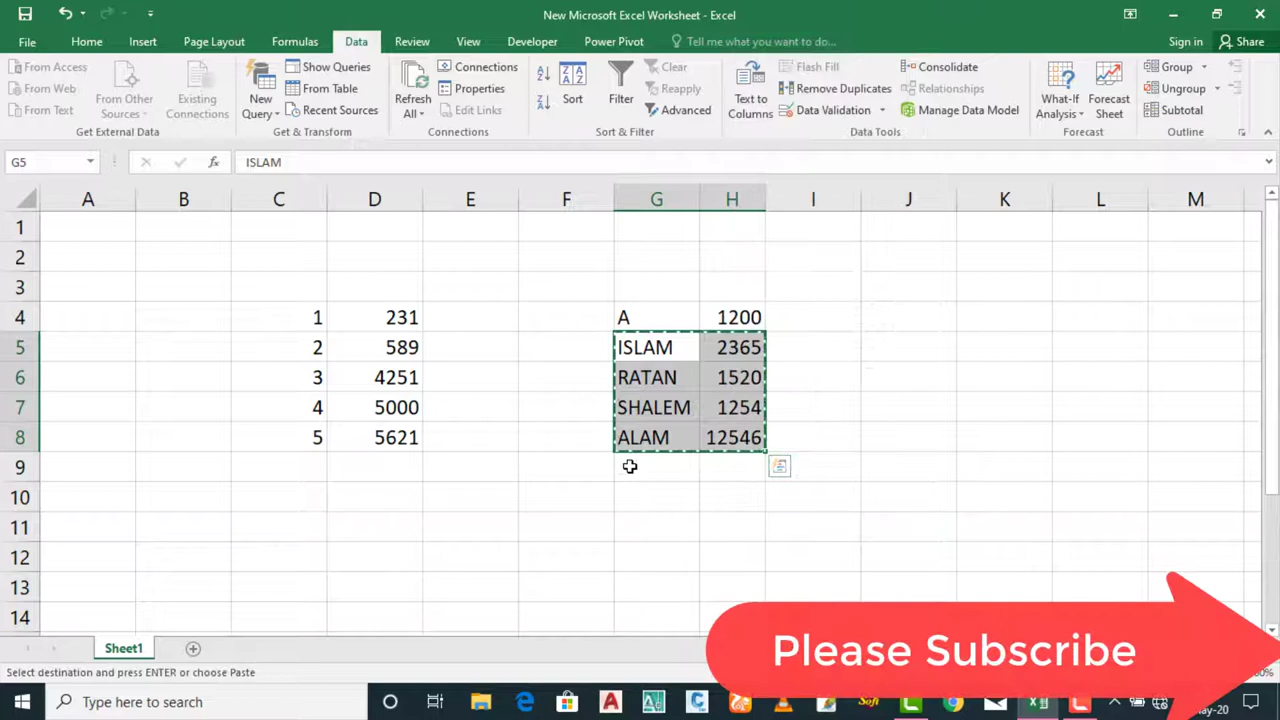 New Microsoft Excel Worksheet - Excel
File Home Insert Page Layout Formulas Data Review View Developer Power Pivot Tell me what you want to do... Sign in Share
From Access
From Web
From Text
From Other Sources
Existing Connections
Get External Data
New Query
Show Queries
From Table
Recent Sources
Get & Transform
Refresh All
Connections
Properties
Edit Links
Connections
Sort
Filter
Clear
Reapply
Advanced
Sort & Filter
Text to Columns
Flash Fill
Remove Duplicates
Data Validation
Consolidate
Relationships
Manage Data Model
Data Tools
What-If Analysis
Forecast Sheet
Forecast
Group
Ungroup
Subtotal
Outline
G5 fx ISLAM
A B C D E F G H I J K L M
1
2
3
4 1 231 A 1200
5 2 589 ISLAM 2365
6 3 4251 RATAN 1520
7 4 5000 SHALEM 1254
8 5 5621 ALAM 12546
9
10
11
12
13
14
Sheet1
Please Subscribe
Select destination and press ENTER or choose Paste
Type here to search